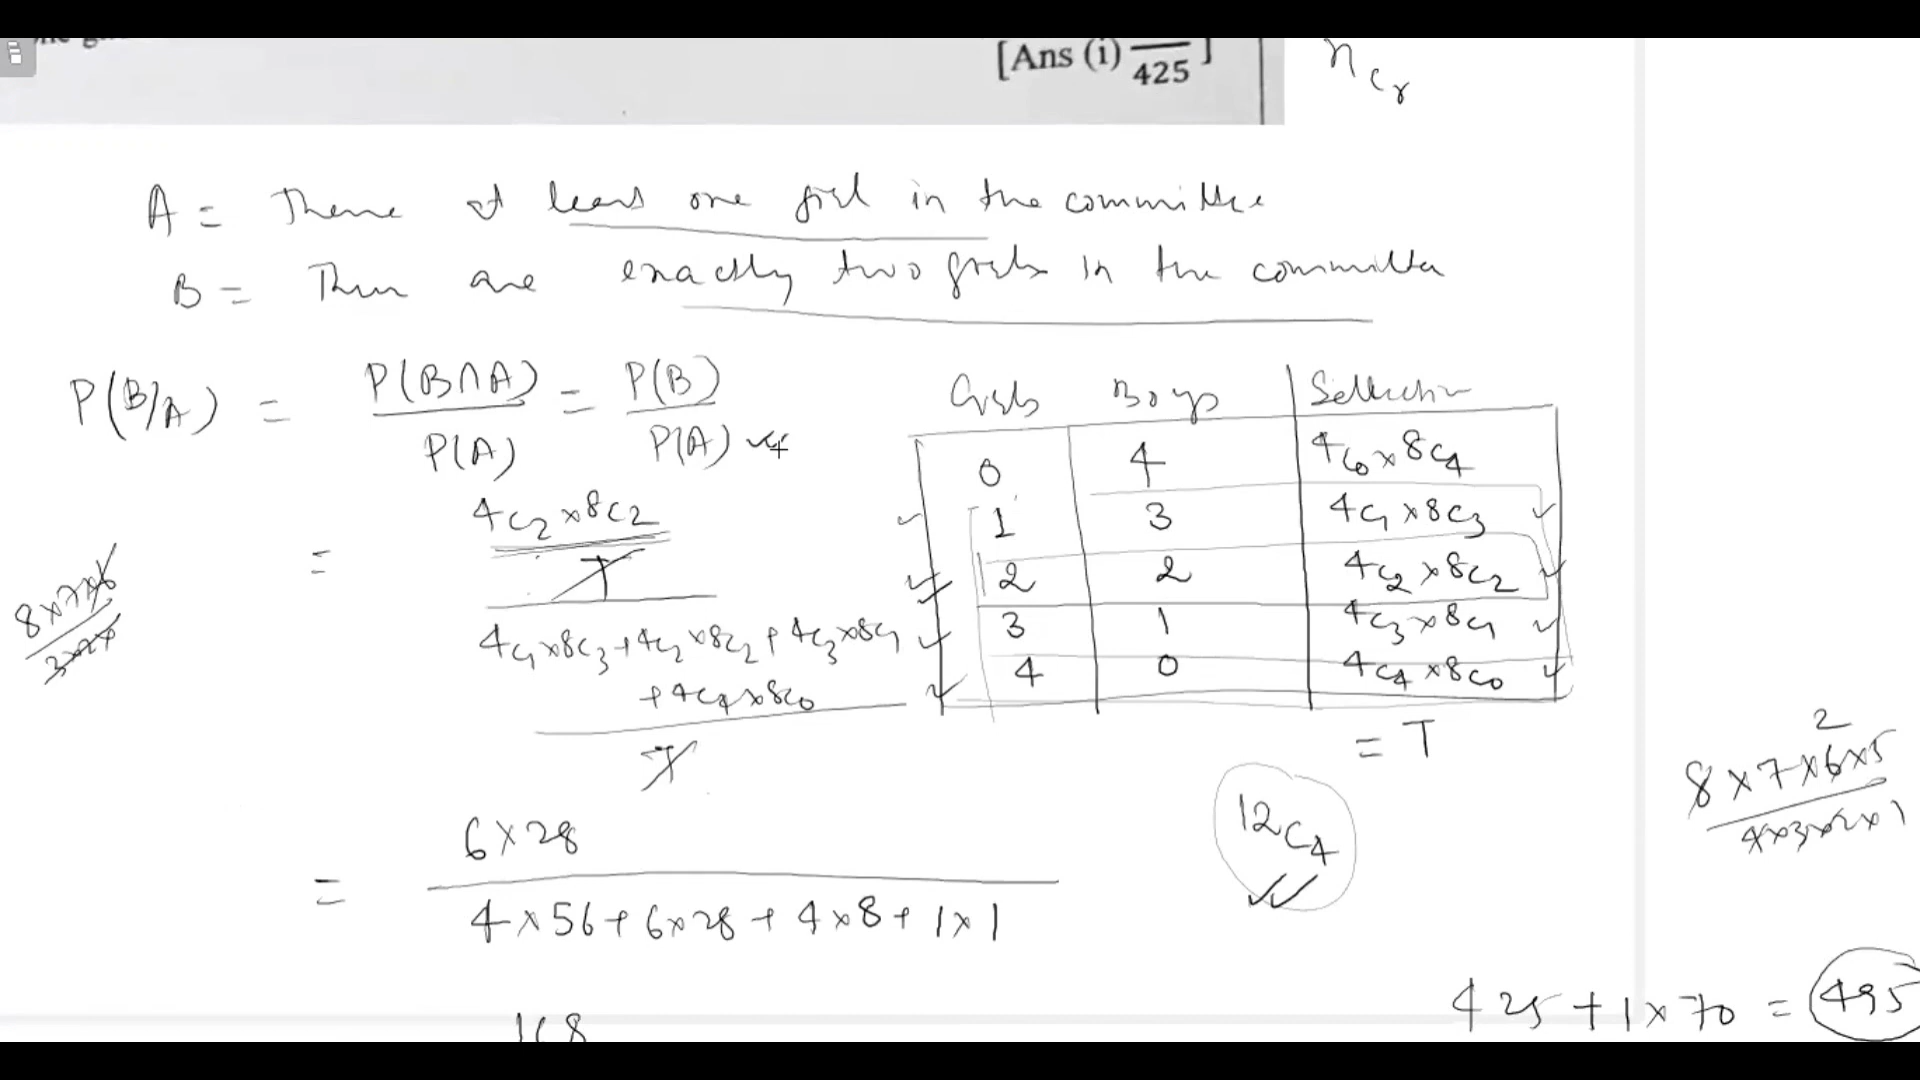 [Ans (i) 425]
nCr
A = There at least one girl in the committee
B = There are exactly two girls in the committee
P(B/A) = P(B∩A)/P(A) = P(B)/P(A)
= 4C2×8C2
T
4C1×8C3+4C2×8C2+4C3×8C1
+4C4×8C0
T
Girls Boys Selection
0 4 4C0×8C4
1 3 4C1×8C3
2 2 4C2×8C2
3 1 4C3×8C1
4 0 4C4×8C0
= T
12C4
2
8×7×6×5
4×3×2×1
= 6×28
4×56+6×28+4×8+1×1
425+1×70 = 495
168